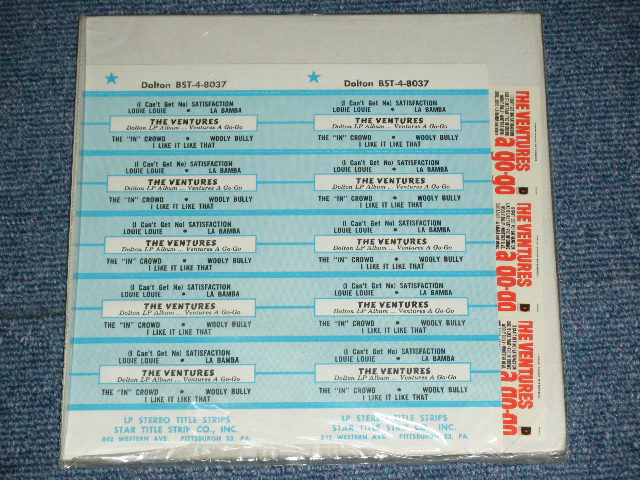 Dolton BST-4-8037
Dolton BST-4-8037
(I Can't Get No) SATISFACTION
LOUIE LOUIE • LA BAMBA
THE VENTURES
Dolton LP Album ... Ventures A Go-Go
THE "IN" CROWD • WOOLY BULLY
I LIKE IT LIKE THAT
(I Can't Get No) SATISFACTION
LOUIE LOUIE • LA BAMBA
THE VENTURES
Dolton LP Album ... Ventures A Go-Go
THE "IN" CROWD • WOOLY BULLY
I LIKE IT LIKE THAT
(I Can't Get No) SATISFACTION
LOUIE LOUIE • LA BAMBA
THE VENTURES
Dolton LP Album ... Ventures A Go-Go
THE "IN" CROWD • WOOLY BULLY
I LIKE IT LIKE THAT
(I Can't Get No) SATISFACTION
LOUIE LOUIE • LA BAMBA
THE VENTURES
Dolton LP Album ... Ventures A Go-Go
THE "IN" CROWD • WOOLY BULLY
I LIKE IT LIKE THAT
(I Can't Get No) SATISFACTION
LOUIE LOUIE • LA BAMBA
THE VENTURES
Dolton LP Album ... Ventures A Go-Go
THE "IN" CROWD • WOOLY BULLY
I LIKE IT LIKE THAT
(I Can't Get No) SATISFACTION
LOUIE LOUIE • LA BAMBA
THE VENTURES
Dolton LP Album ... Ventures A Go-Go
THE "IN" CROWD • WOOLY BULLY
I LIKE IT LIKE THAT
(I Can't Get No) SATISFACTION
LOUIE LOUIE • LA BAMBA
THE VENTURES
Dolton LP Album ... Ventures A Go-Go
THE "IN" CROWD • WOOLY BULLY
I LIKE IT LIKE THAT
(I Can't Get No) SATISFACTION
LOUIE LOUIE • LA BAMBA
THE VENTURES
Dolton LP Album ... Ventures A Go-Go
THE "IN" CROWD • WOOLY BULLY
I LIKE IT LIKE THAT
(I Can't Get No) SATISFACTION
LOUIE LOUIE • LA BAMBA
THE VENTURES
Dolton LP Album ... Ventures A Go-Go
THE "IN" CROWD • WOOLY BULLY
I LIKE IT LIKE THAT
(I Can't Get No) SATISFACTION
LOUIE LOUIE • LA BAMBA
THE VENTURES
Dolton LP Album ... Ventures A Go-Go
THE "IN" CROWD • WOOLY BULLY
I LIKE IT LIKE THAT
LP STEREO TITLE STRIPS
STAR TITLE STRIP CO., INC.
842 WESTERN AVE. PITTSBURGH 33, PA.
LP STEREO TITLE STRIPS
STAR TITLE STRIP CO., INC.
842 WESTERN AVE. PITTSBURGH 33, PA.
THE VENTURES
a go-go
THE VENTURES
a go-go
THE VENTURES
a go-go